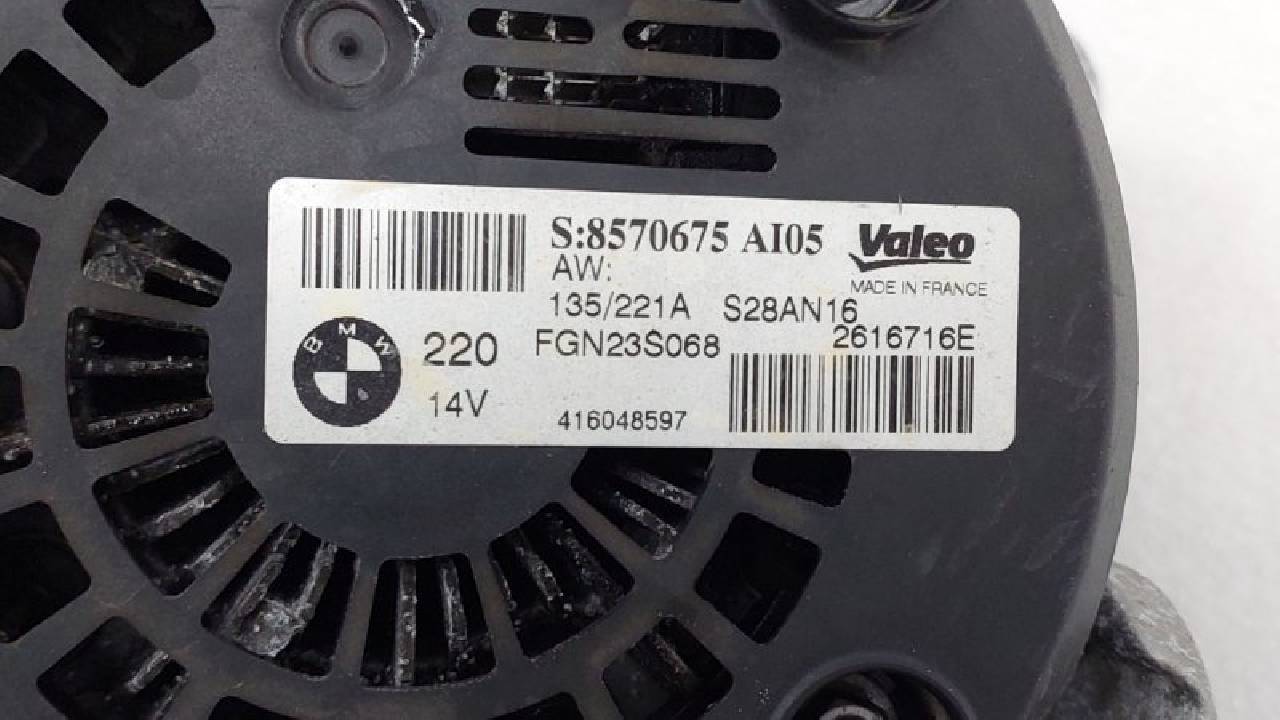 S:8570675 AI05
Valeo
AW:
MADE IN FRANCE
135/221A S28AN16
BMW
220
FGN23S068
2616716E
14V
416048597